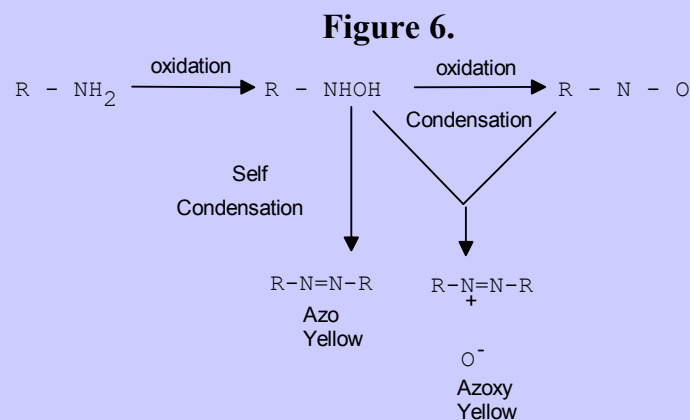 Figure 6.
oxidation oxidation
R - NH2 R - NHOH R - N - O
Condensation
Self
Condensation
R-N=N-R R-N=N-R
+
Azo
Yellow
O-
Azoxy
Yellow